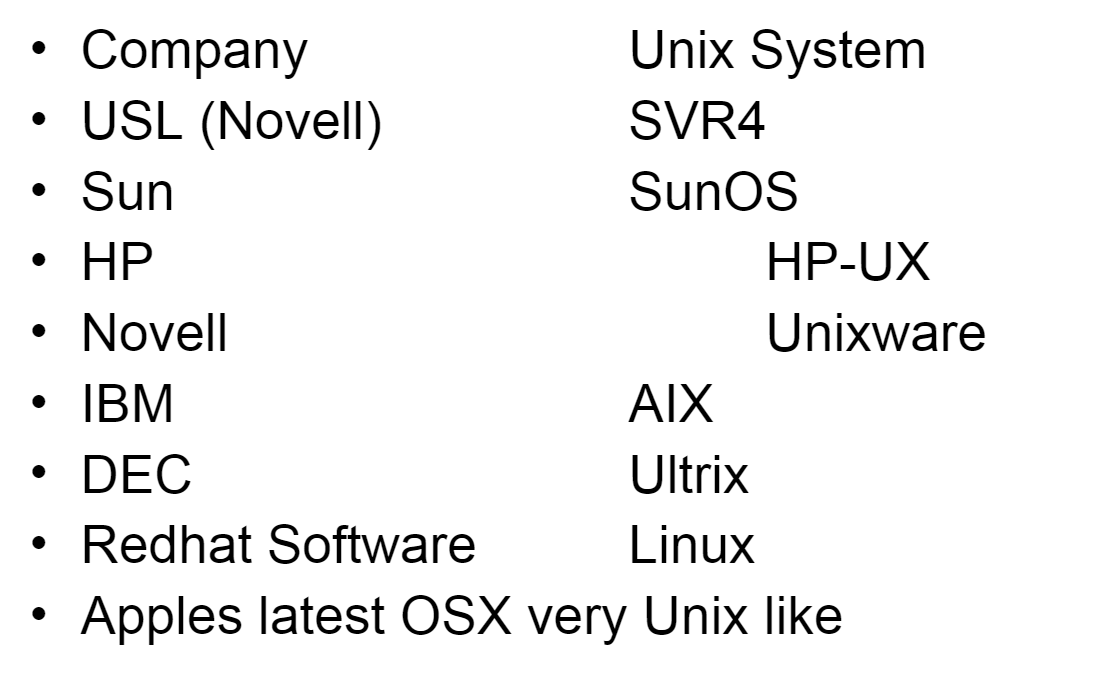 • Company Unix System
• USL (Novell) SVR4
• Sun SunOS
• HP HP-UX
• Novell Unixware
• IBM AIX
• DEC Ultrix
• Redhat Software Linux
• Apples latest OSX very Unix like